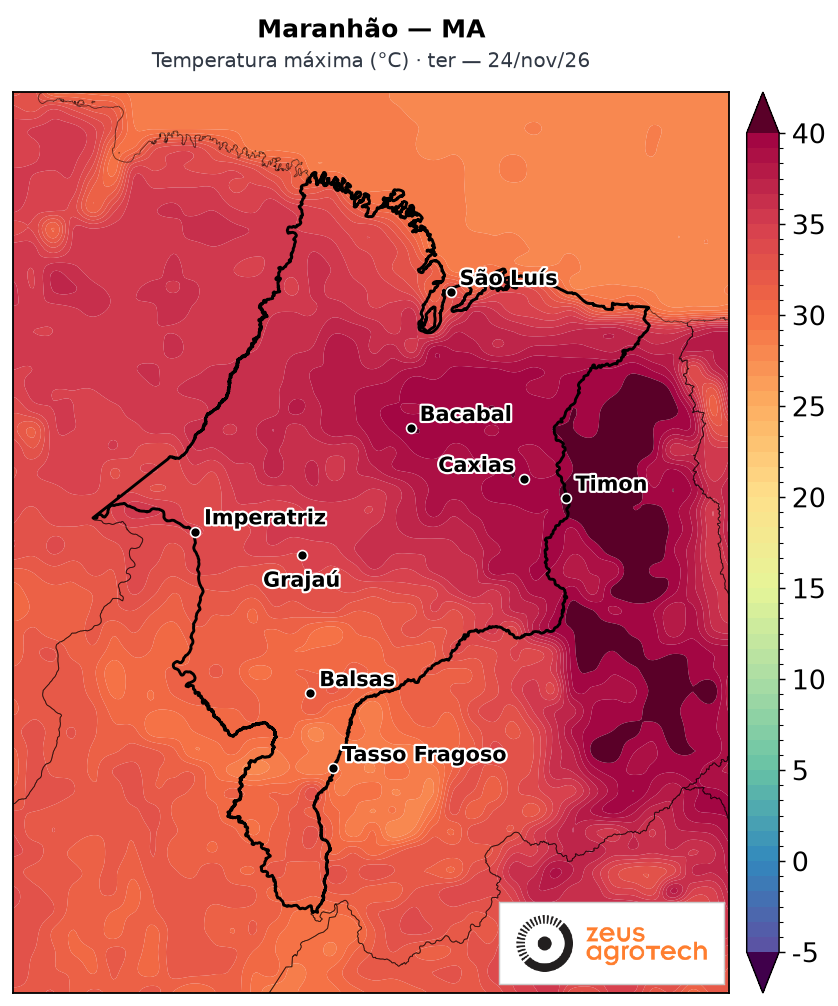 Maranhão — MA
Temperatura máxima (°C) · ter — 24/nov/26
40
35
30
25
20
15
10
5
0
-5
São Luís
Bacabal
Caxias
Timon
Imperatriz
Grajaú
Balsas
Tasso Fragoso
zeus
agrotech